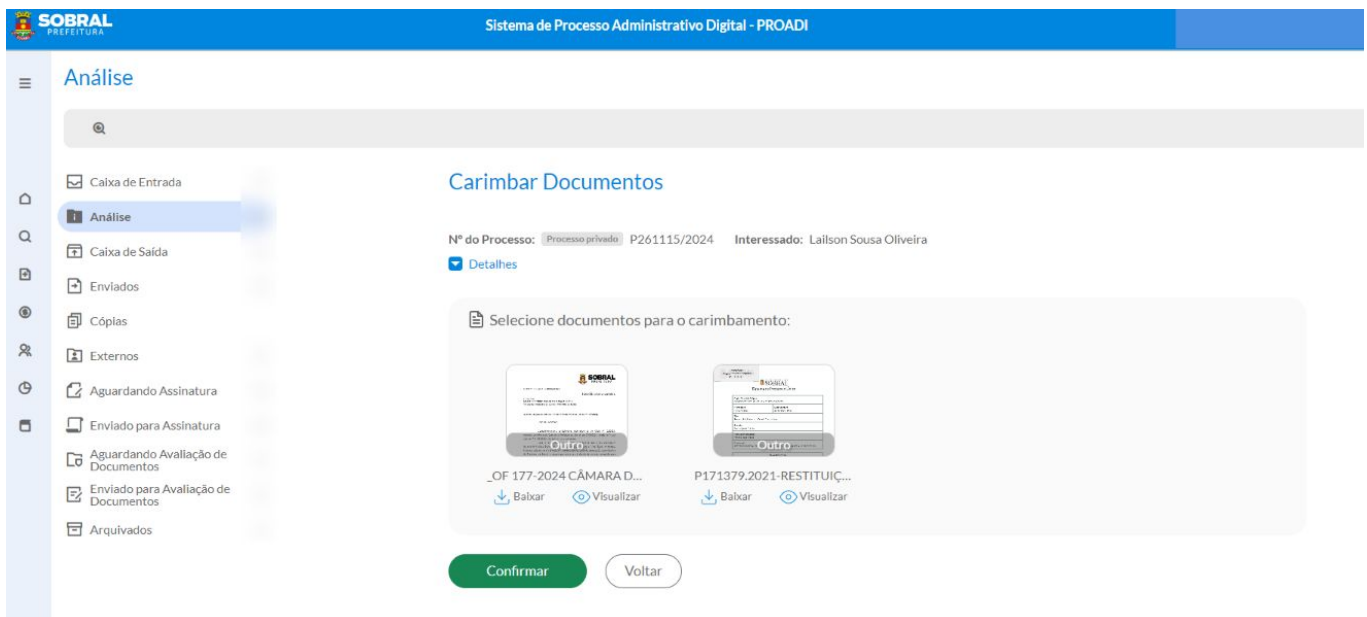 SOBRAL
PREFEITURA
Sistema de Processo Administrativo Digital - PROADI
Análise
Caixa de Entrada
Análise
Caixa de Saída
Enviados
Cópias
Externos
Aguardando Assinatura
Enviado para Assinatura
Aguardando Avaliação de
Documentos
Enviado para Avaliação de
Documentos
Arquivados
Carimbar Documentos
Nº do Processo: Processo privado P261115/2024 Interessado: Lailson Sousa Oliveira
Detalhes
Selecione documentos para o carimbamento:
SOBRAL
SOBRAL
Outro
Outro
_OF 177-2024 CÂMARA D... P171379.2021-RESTITUIÇ...
Baixar Visualizar Baixar Visualizar
Confirmar Voltar